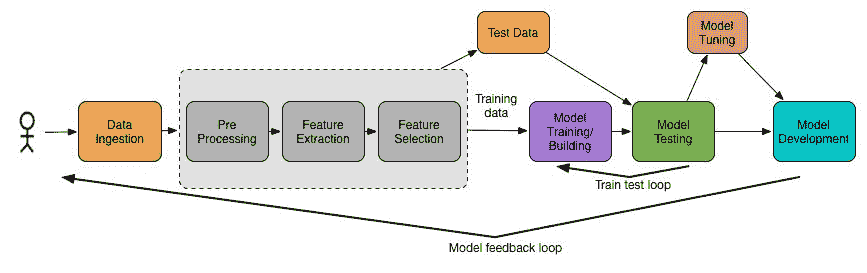 Test Data
Model
Tuning
Training
data
Data
Ingestion
Pre
Processing
Feature
Extraction
Feature
Selection
Model
Training/
Building
Model
Testing
Model
Development
Train test loop
Model feedback loop